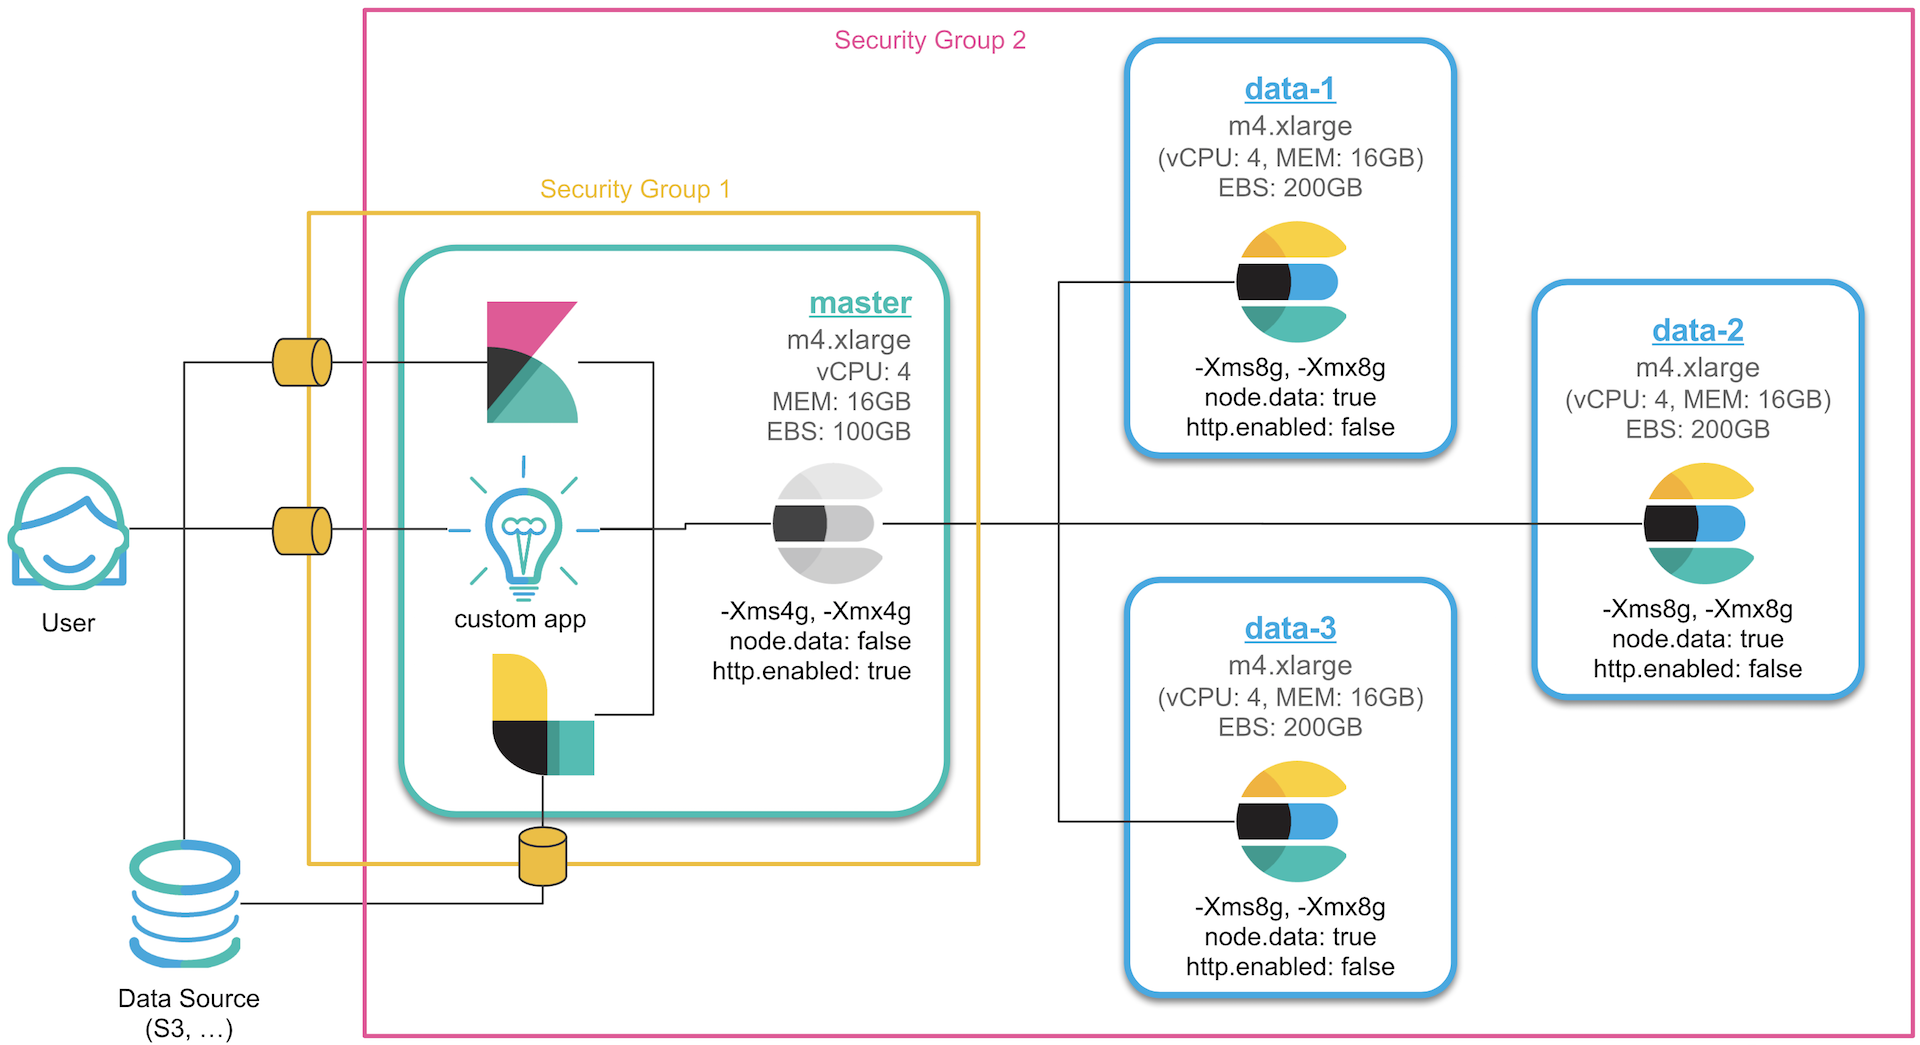 Security Group 2
Security Group 1
User
Data Source
(S3, …)
master
m4.xlarge
vCPU: 4
MEM: 16GB
EBS: 100GB
custom app
-Xms4g, -Xmx4g
node.data: false
http.enabled: true
data-1
m4.xlarge
(vCPU: 4, MEM: 16GB)
EBS: 200GB
-Xms8g, -Xmx8g
node.data: true
http.enabled: false
data-2
m4.xlarge
(vCPU: 4, MEM: 16GB)
EBS: 200GB
-Xms8g, -Xmx8g
node.data: true
http.enabled: false
data-3
m4.xlarge
(vCPU: 4, MEM: 16GB)
EBS: 200GB
-Xms8g, -Xmx8g
node.data: true
http.enabled: false